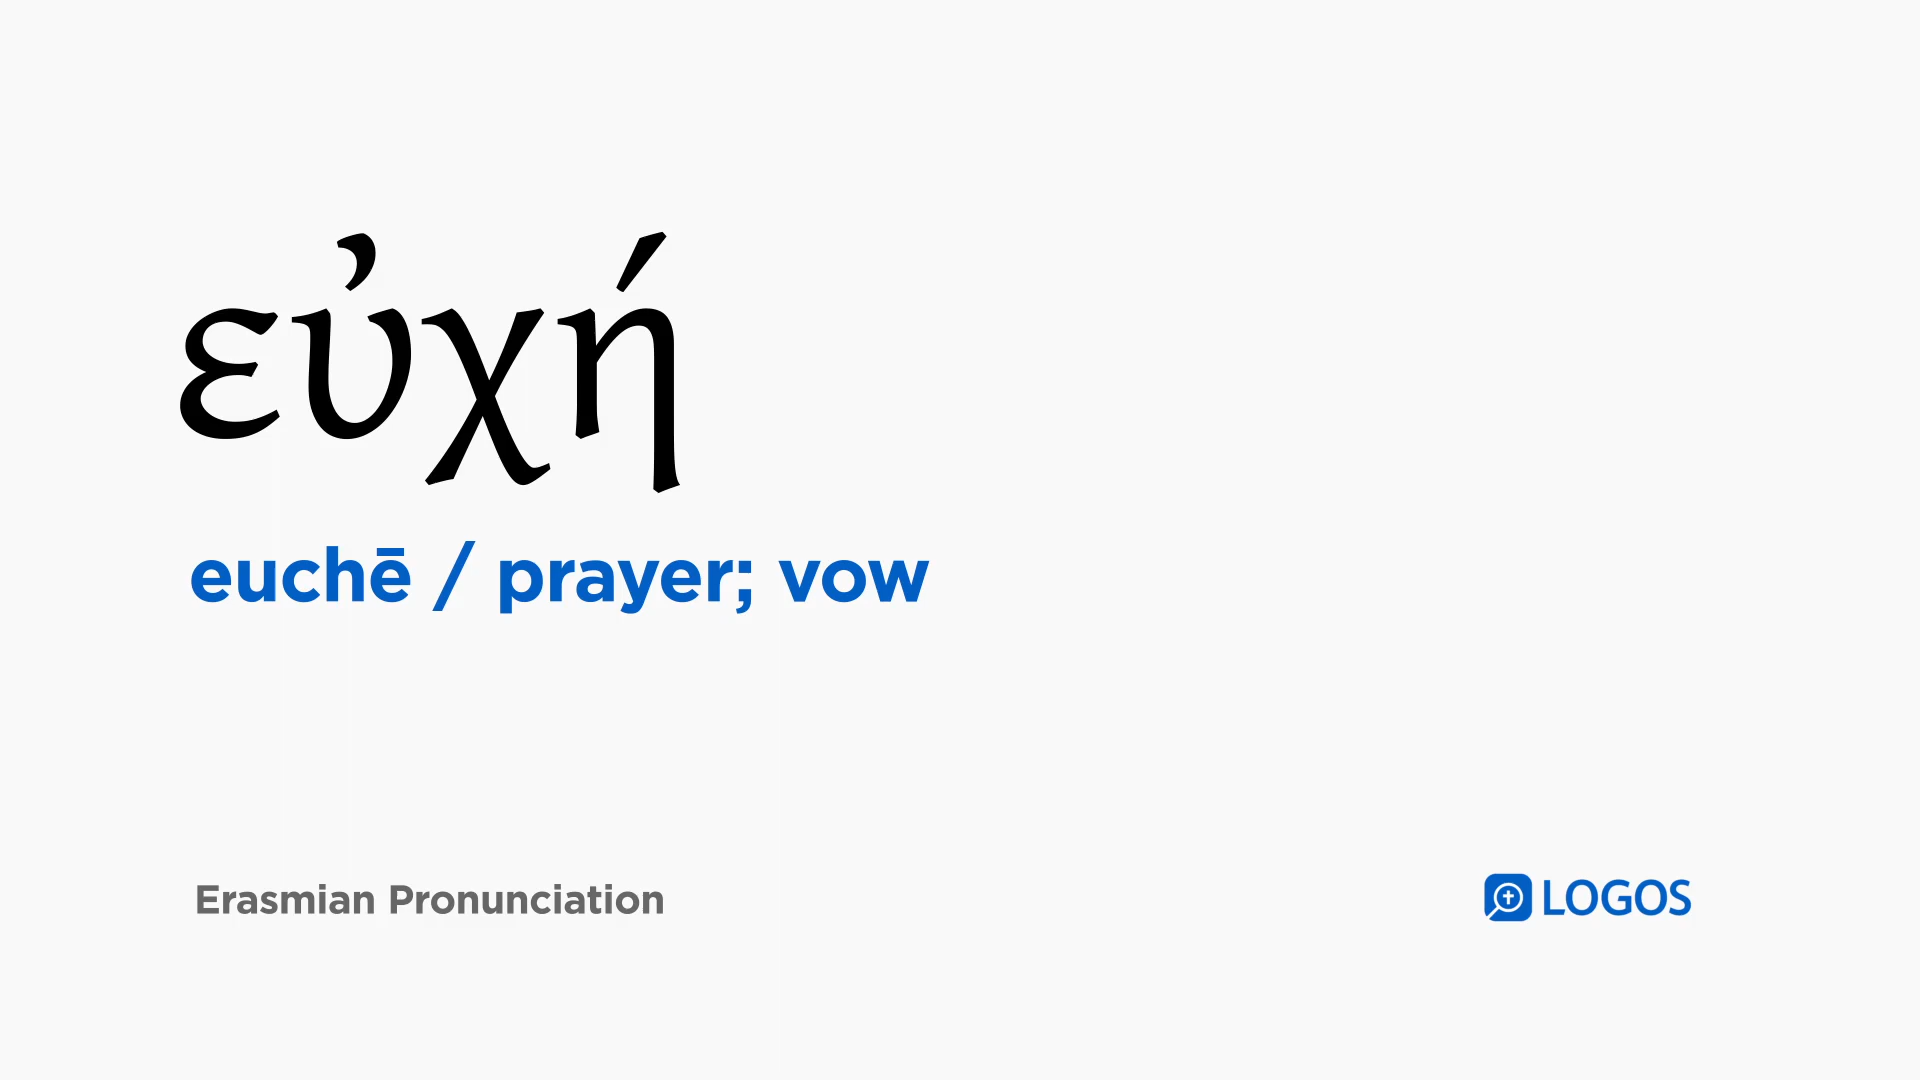 εὐχή
euchē / prayer; vow
Erasmian Pronunciation
LOGOS